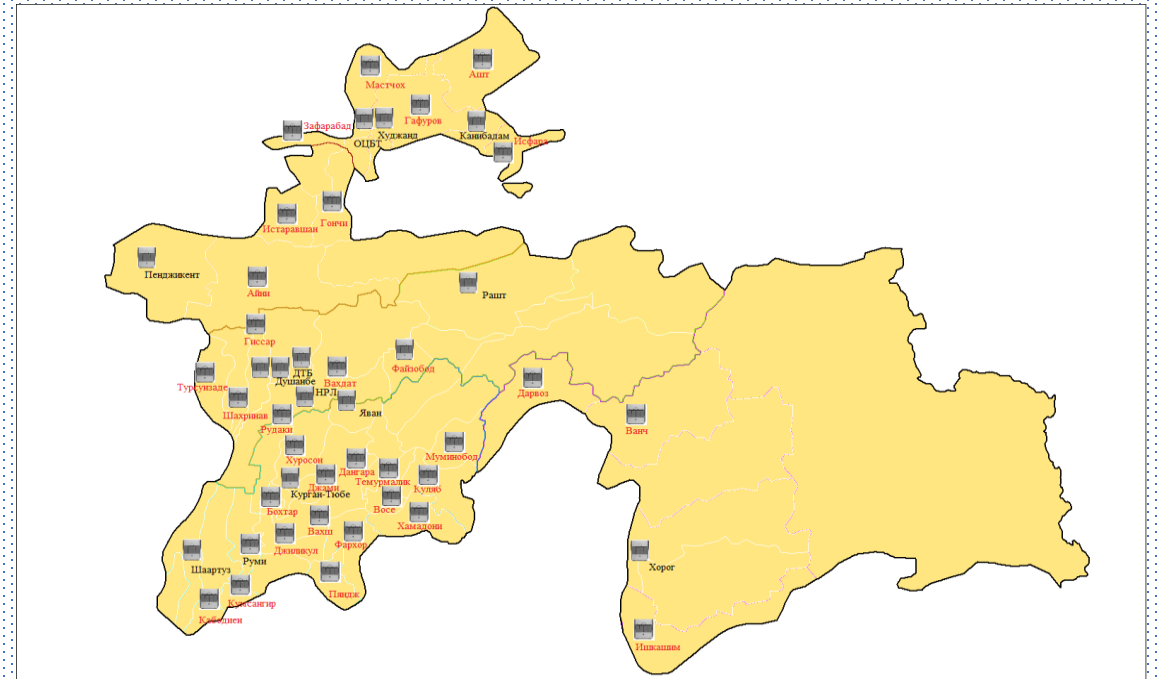 Ашт
Мастчох
Гафуров
Зафарабад
Худжанд
Канибадам
Исфара
ОЦБТ
Истаравшан
Гончи
Пенджикент
Айни
Рашт
Гиссар
Файзобод
ДТБ
Душанбе
Вахдат
Турсунзаде
НРЛ
Дарвоз
Шахринав
Яван
Рудаки
Ванч
Хуросон
Муминобод
Дангара
Темурмалик
Джами
Куляб
Курган-Тюбе
Бохтар
Восе
Хамадони
Вахш
Фархор
Джиликул
Руми
Шаартуз
Хорог
Пяндж
Кумсангир
Кабодиен
Ишкашим